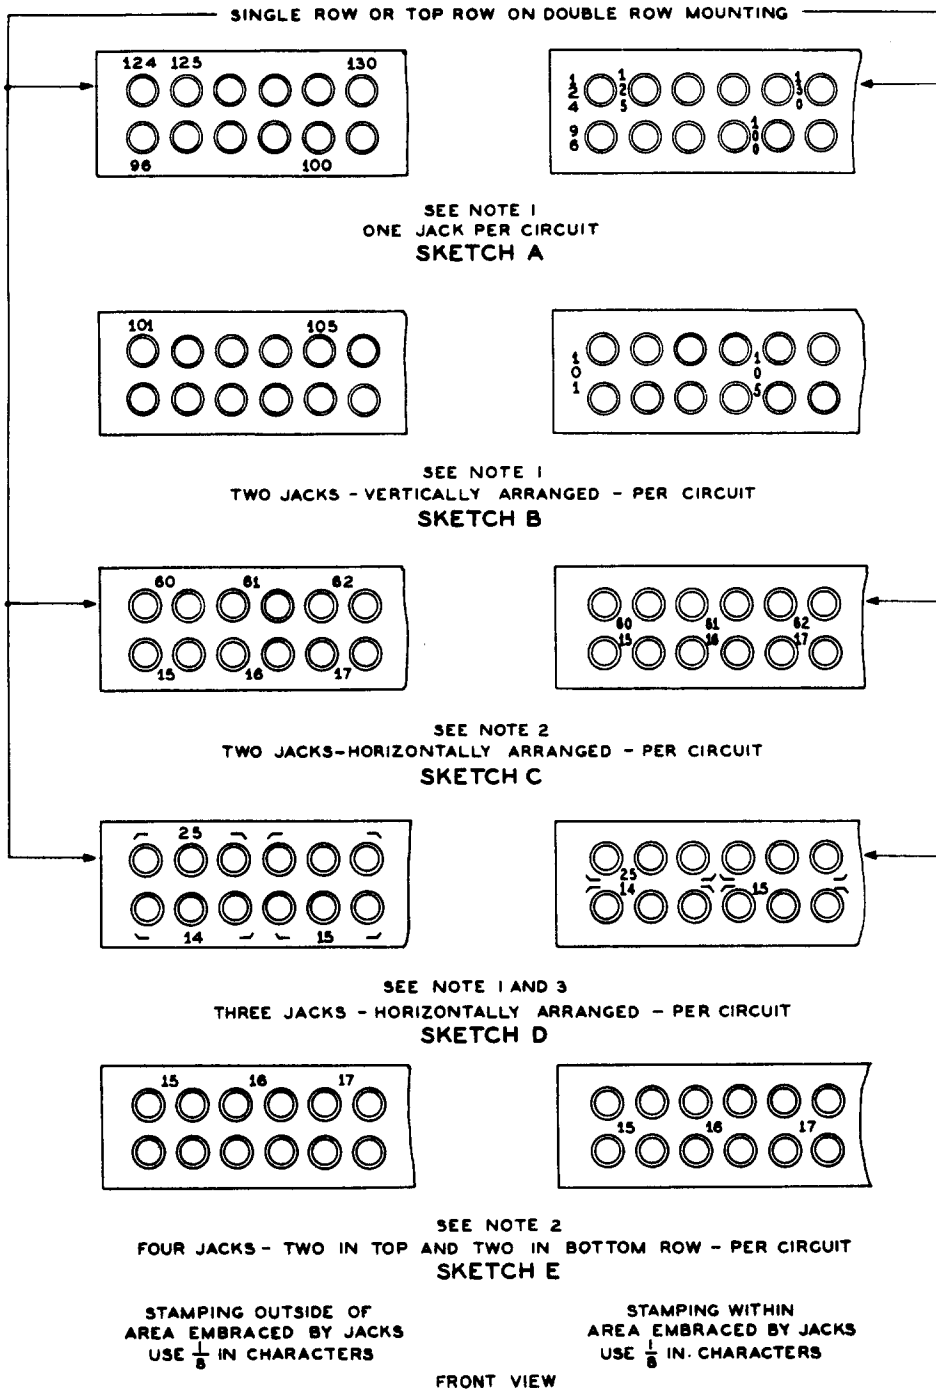 SINGLE ROW OR TOP ROW ON DOUBLE ROW MOUNTING
124 125 130
96 100
124 125 130
96 100
SEE NOTE 1
ONE JACK PER CIRCUIT
SKETCH A
101 105
101 105
SEE NOTE 1
TWO JACKS - VERTICALLY ARRANGED - PER CIRCUIT
SKETCH B
60 61 62
15 16 17
60 61 62
15 16 17
SEE NOTE 2
TWO JACKS-HORIZONTALLY ARRANGED - PER CIRCUIT
SKETCH C
25
14 15
25
14 15
SEE NOTE 1 AND 3
THREE JACKS - HORIZONTALLY ARRANGED - PER CIRCUIT
SKETCH D
15 16 17
15 16 17
SEE NOTE 2
FOUR JACKS - TWO IN TOP AND TWO IN BOTTOM ROW - PER CIRCUIT
SKETCH E
STAMPING OUTSIDE OF
AREA EMBRACED BY JACKS
USE 1/8 IN CHARACTERS
STAMPING WITHIN
AREA EMBRACED BY JACKS
USE 1/8 IN. CHARACTERS
FRONT VIEW